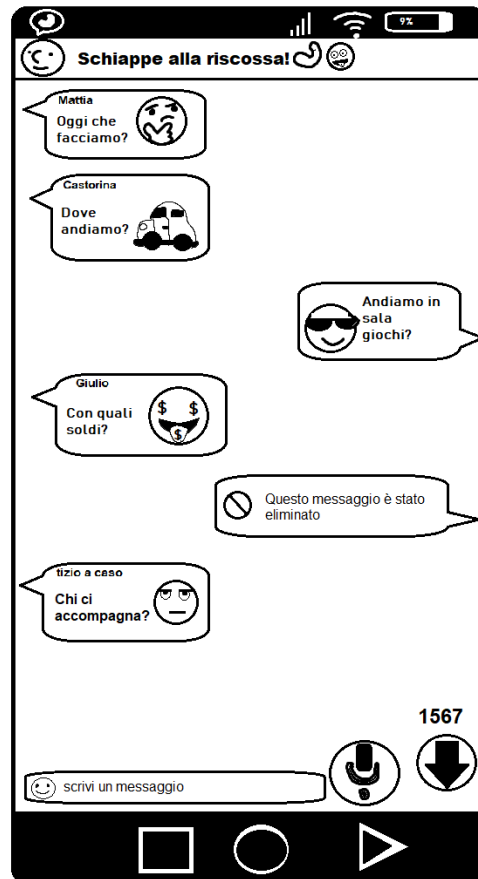 9%
Schiappe alla riscossa!
Mattia
Oggi che
facciamo?
Castorina
Dove
andiamo?
Andiamo in
sala
giochi?
Giulio
Con quali
soldi?
$ $
$
Questo messaggio è stato
eliminato
tizio a caso
Chi ci
accompagna?
1567
scrivi un messaggio